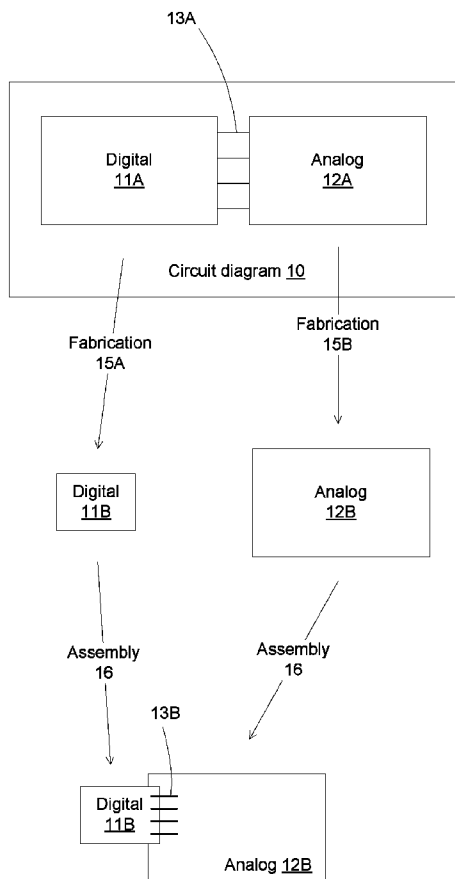 13A
Digital
11A
Analog
12A
Circuit diagram 10
Fabrication
15A
Fabrication
15B
Digital
11B
Analog
12B
Assembly
16
Assembly
16
13B
Digital
11B
Analog 12B